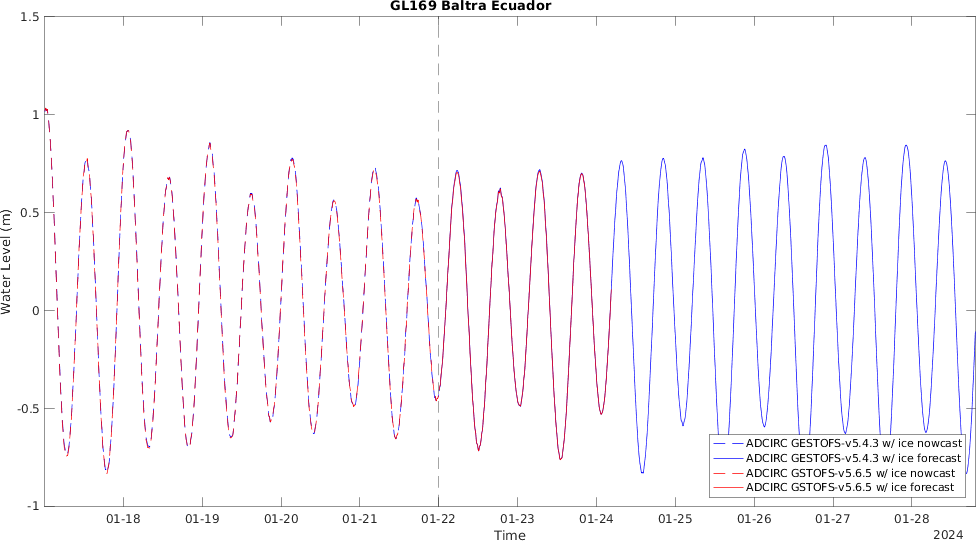 GL169 Baltra Ecuador
1.5
1
0.5
0
-0.5
-1
Water Level (m)
01-18 01-19 01-20 01-21 01-22 01-23 01-24 01-25 01-26 01-27 01-28
Time
2024
ADCIRC GESTOFS-v5.4.3 w/ ice nowcast
ADCIRC GESTOFS-v5.4.3 w/ ice forecast
ADCIRC GSTOFS-v5.6.5 w/ ice nowcast
ADCIRC GSTOFS-v5.6.5 w/ ice forecast